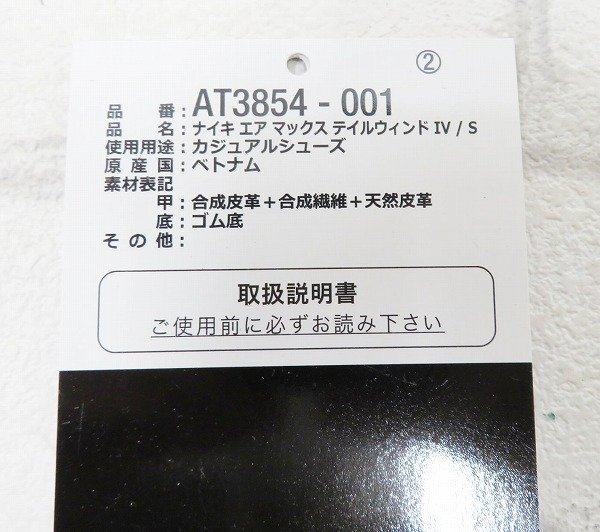 ②
品番：AT3854 - 001
品名：ナイキ エア マックス テイルウィンド IV / S
使用用途：カジュアルシューズ
原産国：ベトナム
素材表記
甲：合成皮革＋合成繊維＋天然皮革
底：ゴム底
その他：
取扱説明書
ご使用前に必ずお読み下さい